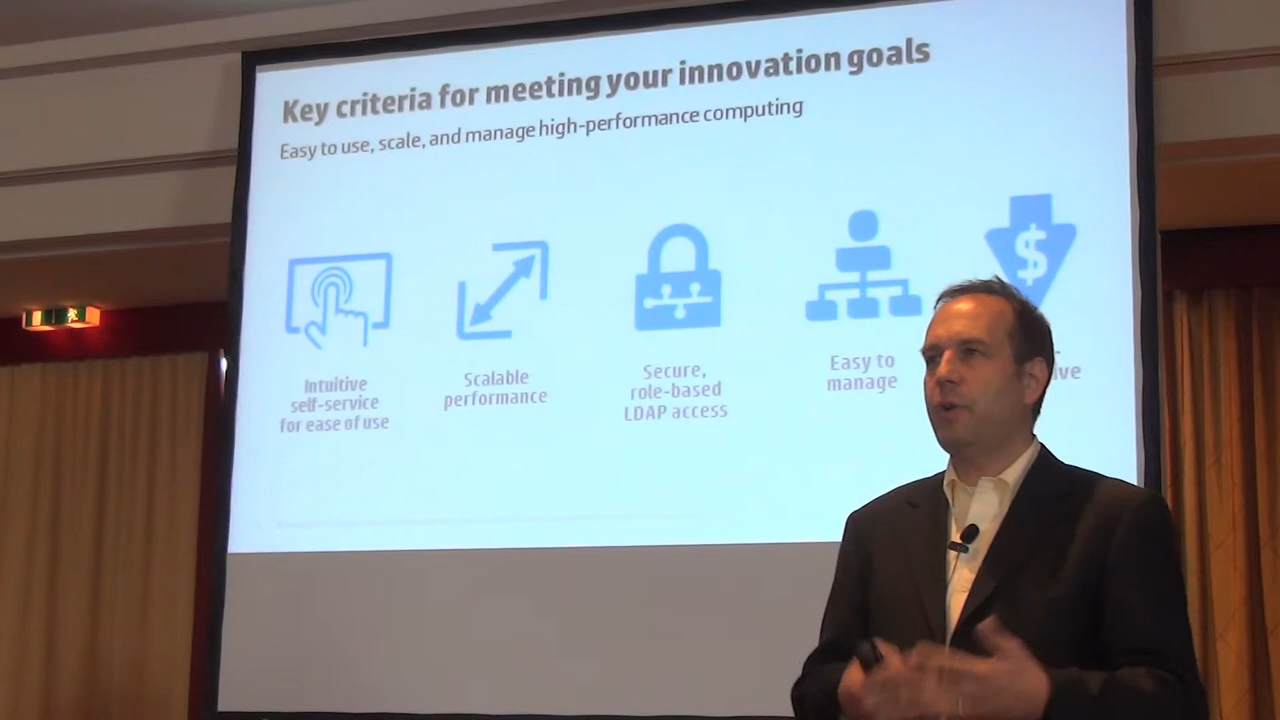 Key criteria for meeting your innovation goals
Easy to use, scale, and manage high-performance computing
$
Intuitive
self-service
for ease of use
Scalable
performance
Secure,
role-based
LDAP access
Easy to
manage
ive